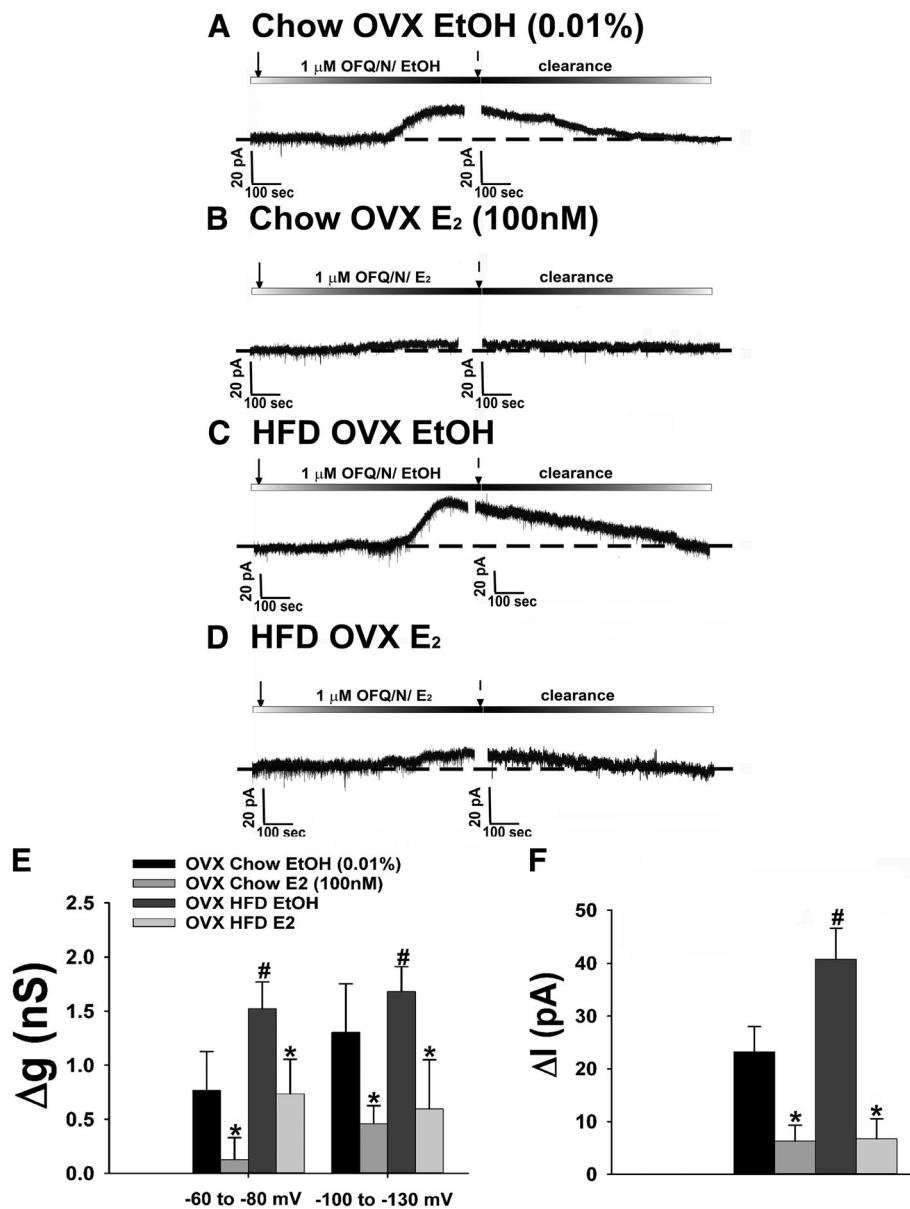 A Chow OVX EtOH (0.01%)
1 μM OFQ/N/ EtOH clearance
20 pA
100 sec
20 pA
100 sec
B Chow OVX E₂ (100nM)
1 μM OFQ/N/ E₂ clearance
20 pA
100 sec
20 pA
100 sec
C HFD OVX EtOH
1 μM OFQ/N/ EtOH clearance
20 pA
100 sec
20 pA
100 sec
D HFD OVX E₂
1 μM OFQ/N/ E₂ clearance
20 pA
100 sec
20 pA
100 sec
E
OVX Chow EtOH (0.01%)
OVX Chow E2 (100nM)
OVX HFD EtOH
OVX HFD E2
Δg (nS)
2.5
2.0
1.5
1.0
0.5
0.0
* # *
* # *
-60 to -80 mV -100 to -130 mV
F
ΔI (pA)
50
40
30
20
10
0
* # *